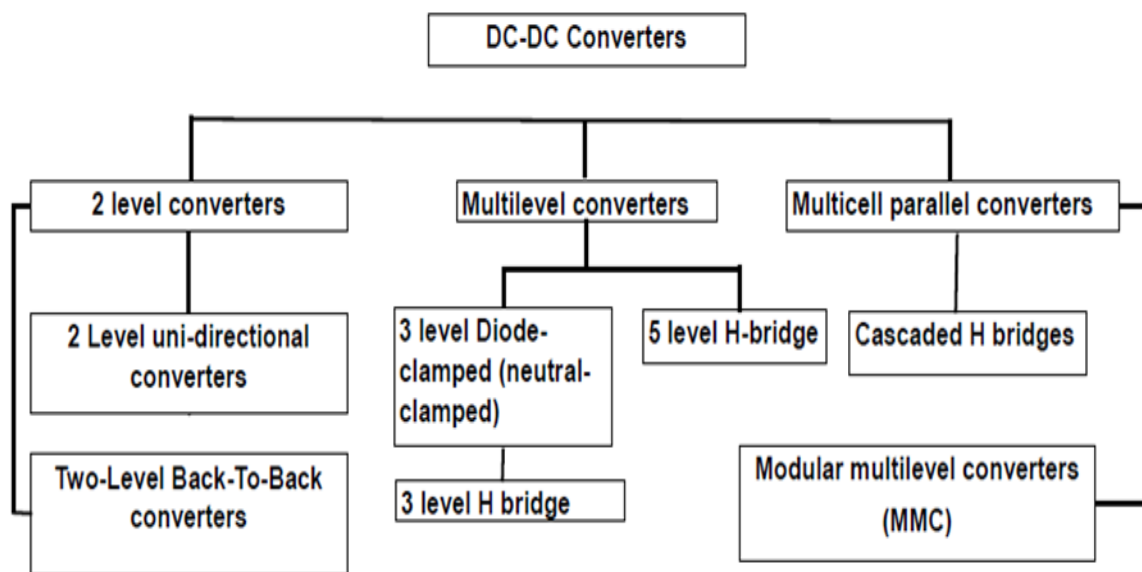 DC-DC Converters
2 level converters
Multilevel converters
Multicell parallel converters
2 Level uni-directional
converters
3 level Diode-
clamped (neutral-
clamped)
5 level H-bridge
Cascaded H bridges
Two-Level Back-To-Back
converters
3 level H bridge
Modular multilevel converters
(MMC)